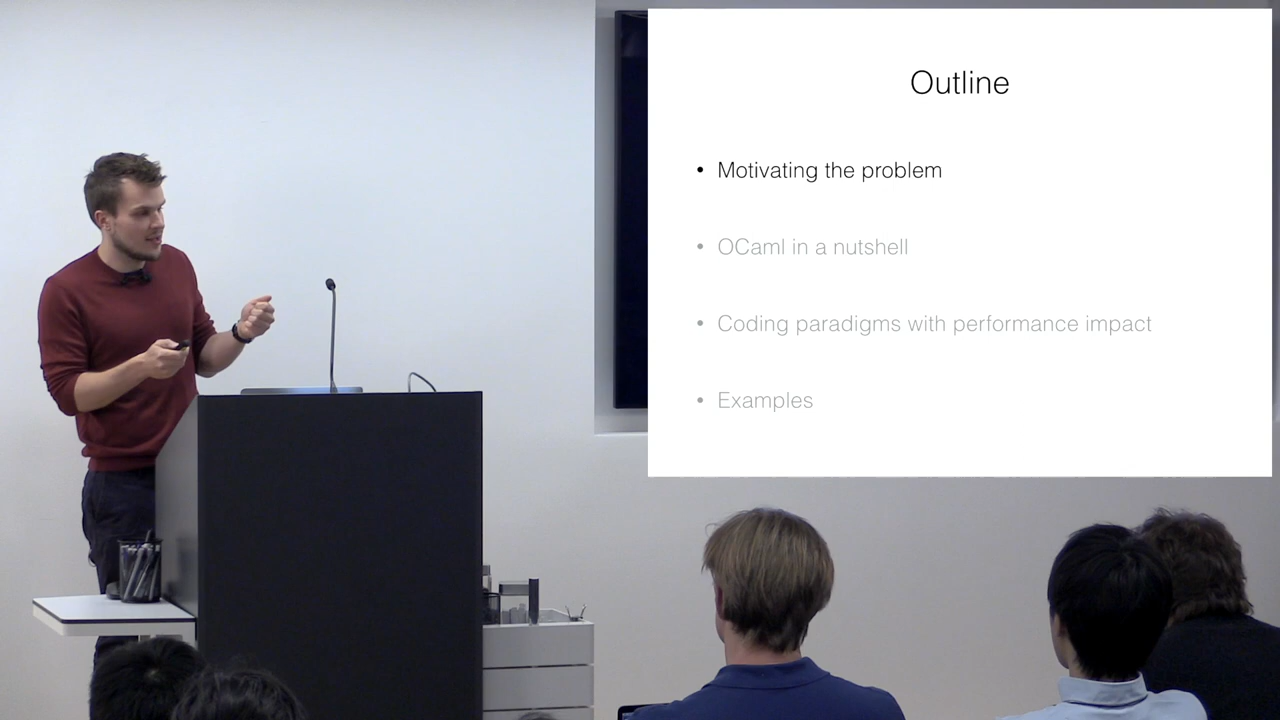 Outline
• Motivating the problem
• OCaml in a nutshell
• Coding paradigms with performance impact
• Examples